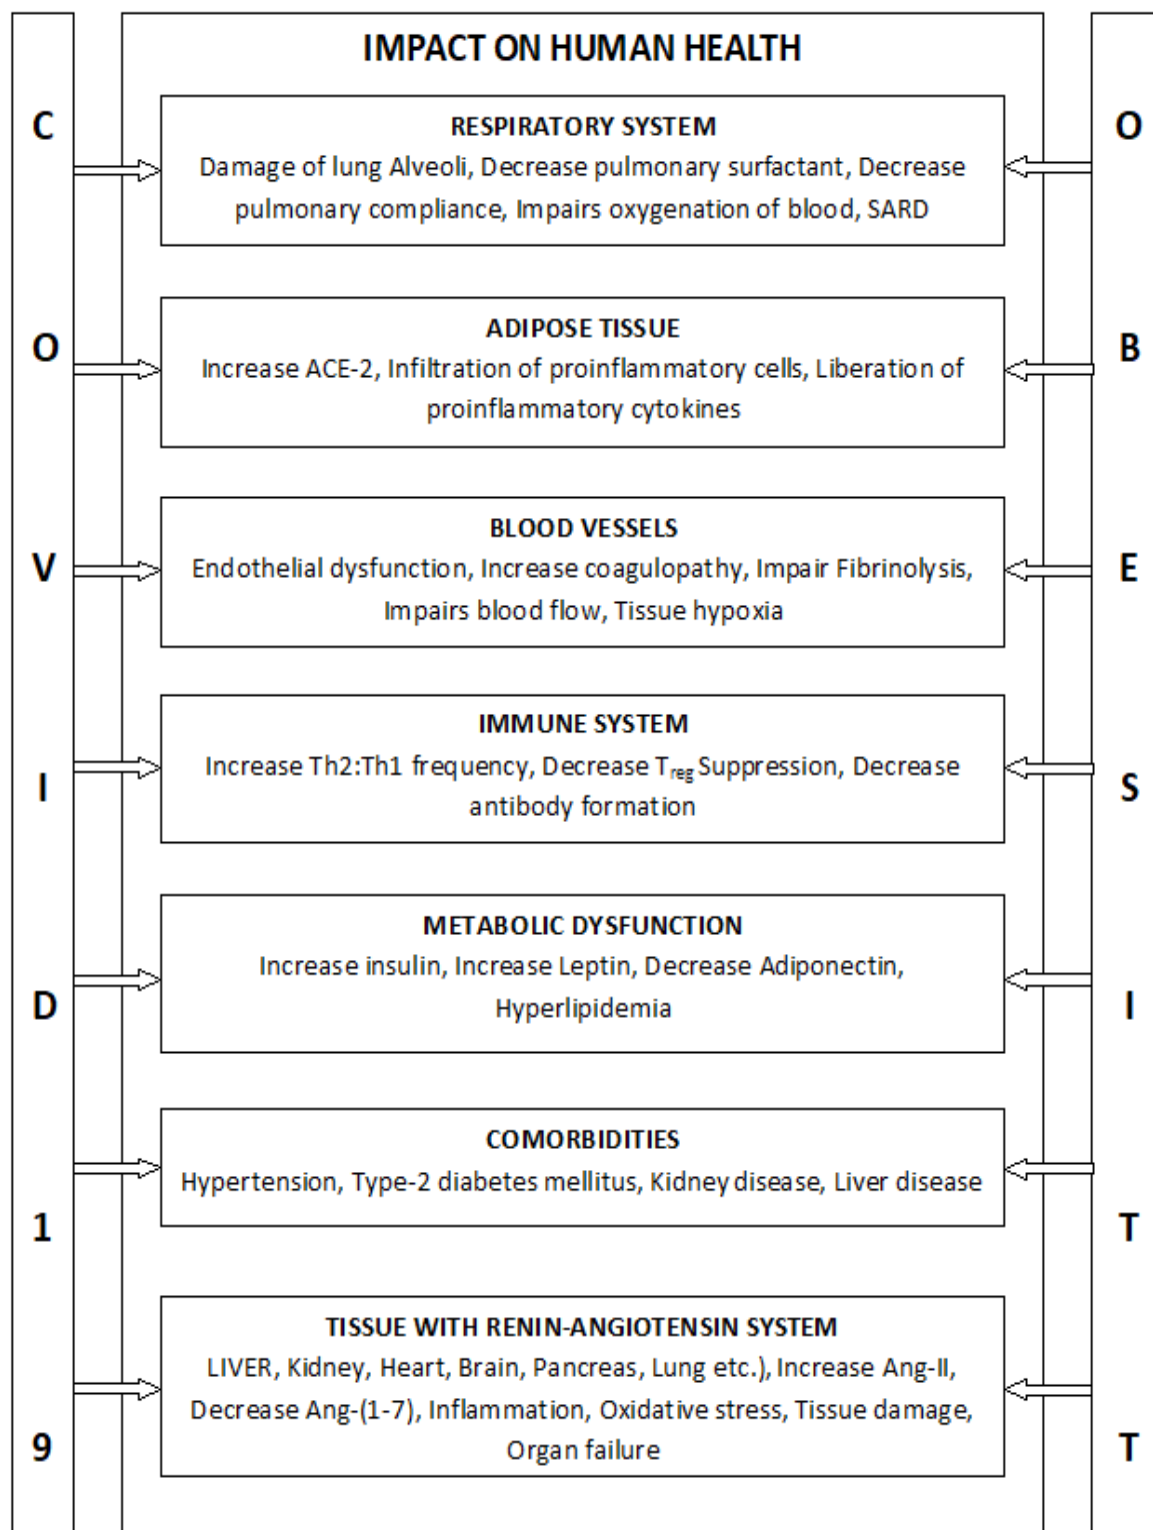 IMPACT ON HUMAN HEALTH
C
O
V
I
D
1
9
RESPIRATORY SYSTEM
Damage of lung Alveoli, Decrease pulmonary surfactant, Decrease
pulmonary compliance, Impairs oxygenation of blood, SARD
ADIPOSE TISSUE
Increase ACE-2, Infiltration of proinflammatory cells, Liberation of
proinflammatory cytokines
BLOOD VESSELS
Endothelial dysfunction, Increase coagulopathy, Impair Fibrinolysis,
Impairs blood flow, Tissue hypoxia
IMMUNE SYSTEM
Increase Th2:Th1 frequency, Decrease Treg Suppression, Decrease
antibody formation
METABOLIC DYSFUNCTION
Increase insulin, Increase Leptin, Decrease Adiponectin,
Hyperlipidemia
COMORBIDITIES
Hypertension, Type-2 diabetes mellitus, Kidney disease, Liver disease
TISSUE WITH RENIN-ANGIOTENSIN SYSTEM
LIVER, Kidney, Heart, Brain, Pancreas, Lung etc.), Increase Ang-II,
Decrease Ang-(1-7), Inflammation, Oxidative stress, Tissue damage,
Organ failure
O
B
E
S
I
T
T